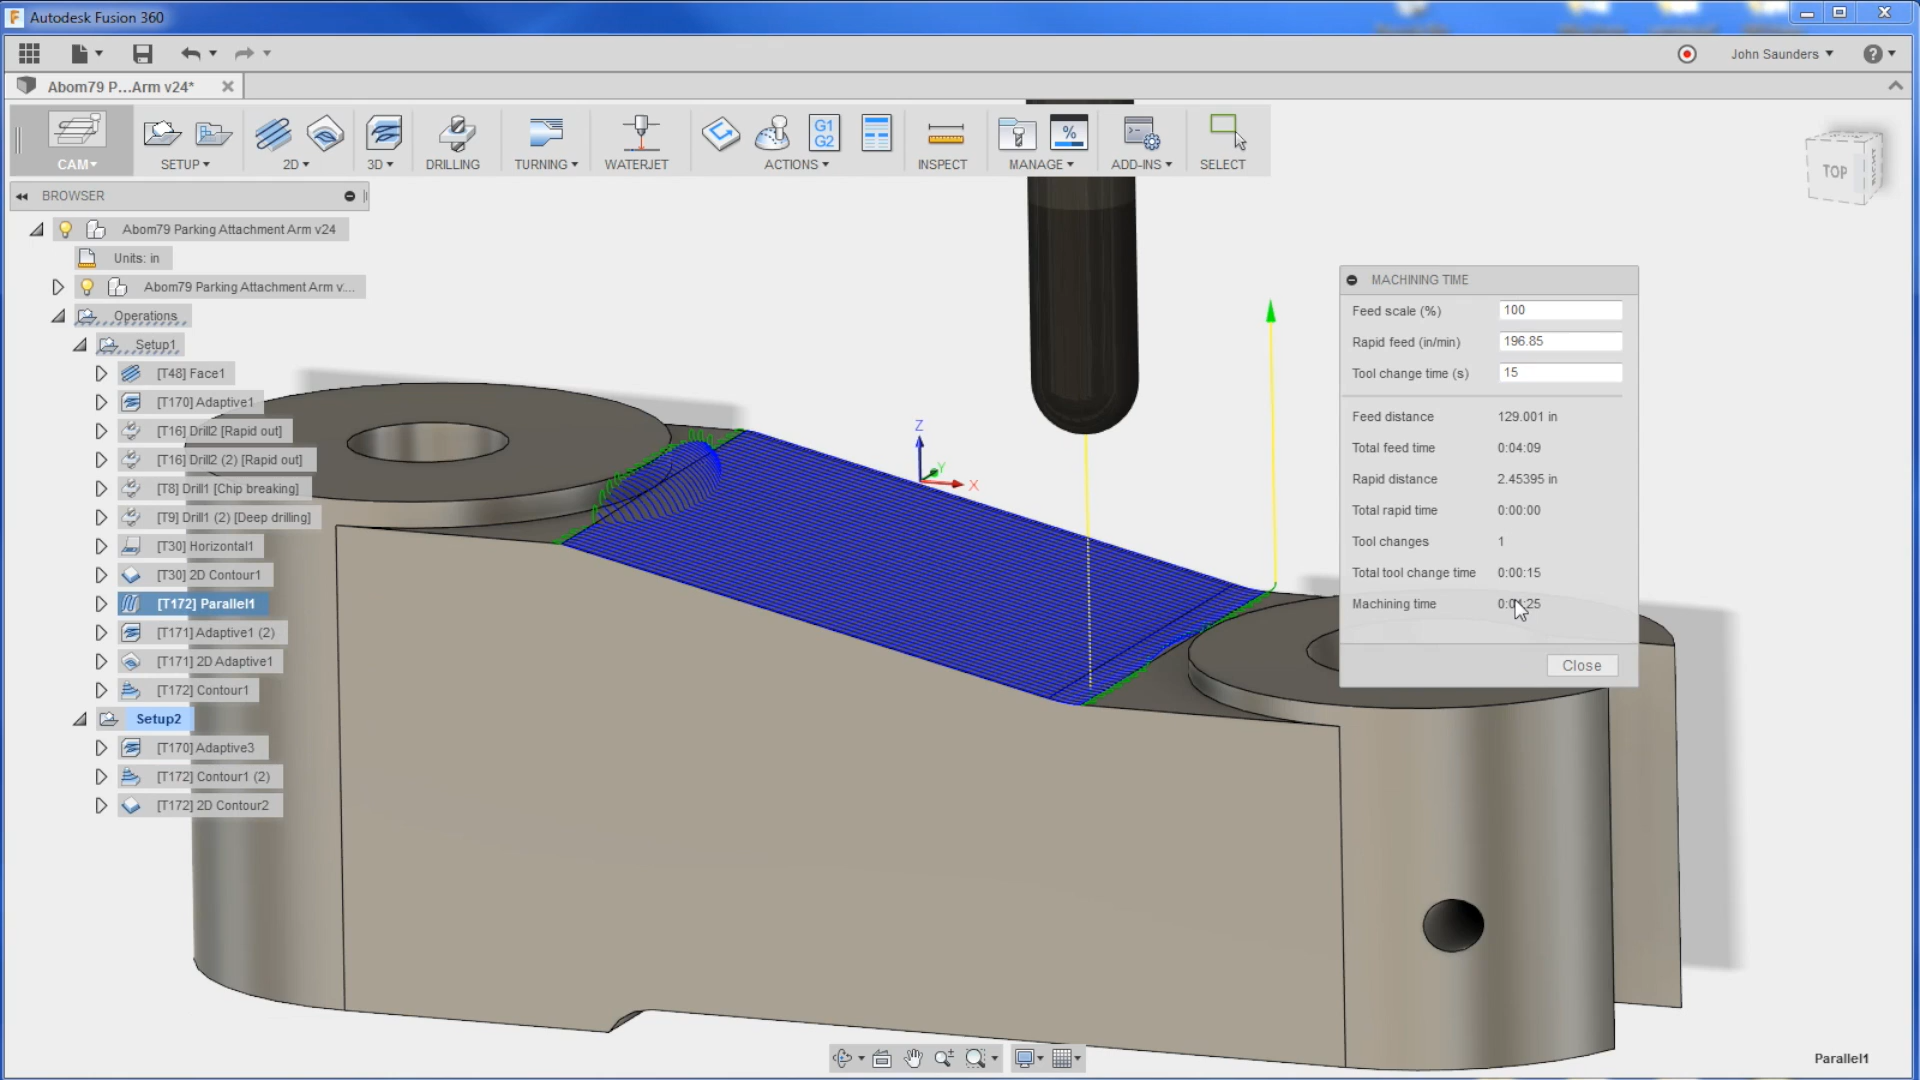 Autodesk Fusion 360
John Saunders
Abom79 P...Arm v24*
G1
G2
%
CAM
SETUP
2D
3D
DRILLING
TURNING
WATERJET
ACTIONS
INSPECT
MANAGE
ADD-INS
SELECT
TOP
RIGHT
BROWSER
Abom79 Parking Attachment Arm v24
Units: in
Abom79 Parking Attachment Arm v...
Operations
Setup1
[T48] Face1
[T170] Adaptive1
[T16] Drill2 [Rapid out]
[T16] Drill2 (2) [Rapid out]
[T8] Drill1 [Chip breaking]
[T9] Drill1 (2) [Deep drilling]
[T30] Horizontal1
[T30] 2D Contour1
[T172] Parallel1
[T171] Adaptive1 (2)
[T171] 2D Adaptive1
[T172] Contour1
Setup2
[T170] Adaptive3
[T172] Contour1 (2)
[T172] 2D Contour2
Z
Y
X
MACHINING TIME
Feed scale (%) 100
Rapid feed (in/min) 196.85
Tool change time (s) 15
Feed distance 129.001 in
Total feed time 0:04:09
Rapid distance 2.45395 in
Total rapid time 0:00:00
Tool changes 1
Total tool change time 0:00:15
Machining time
Close
Parallel1